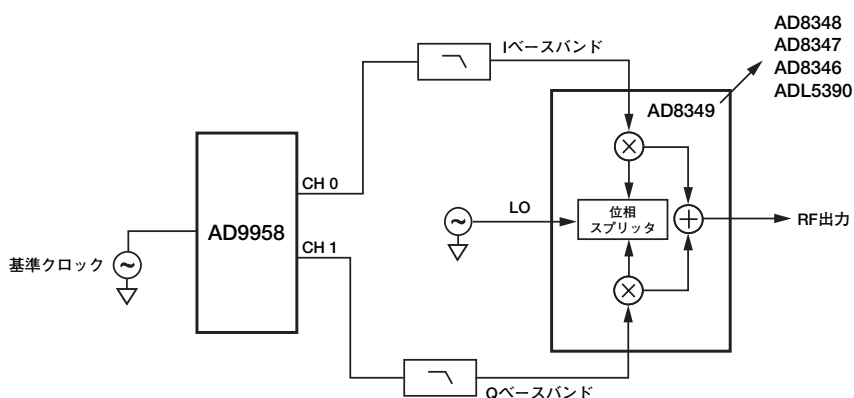 AD8348
AD8347
AD8346
ADL5390
Iベースバンド
AD8349
CH 0
LO
位相
スプリッタ
RF出力
AD9958
CH 1
基準クロック
Qベースバンド